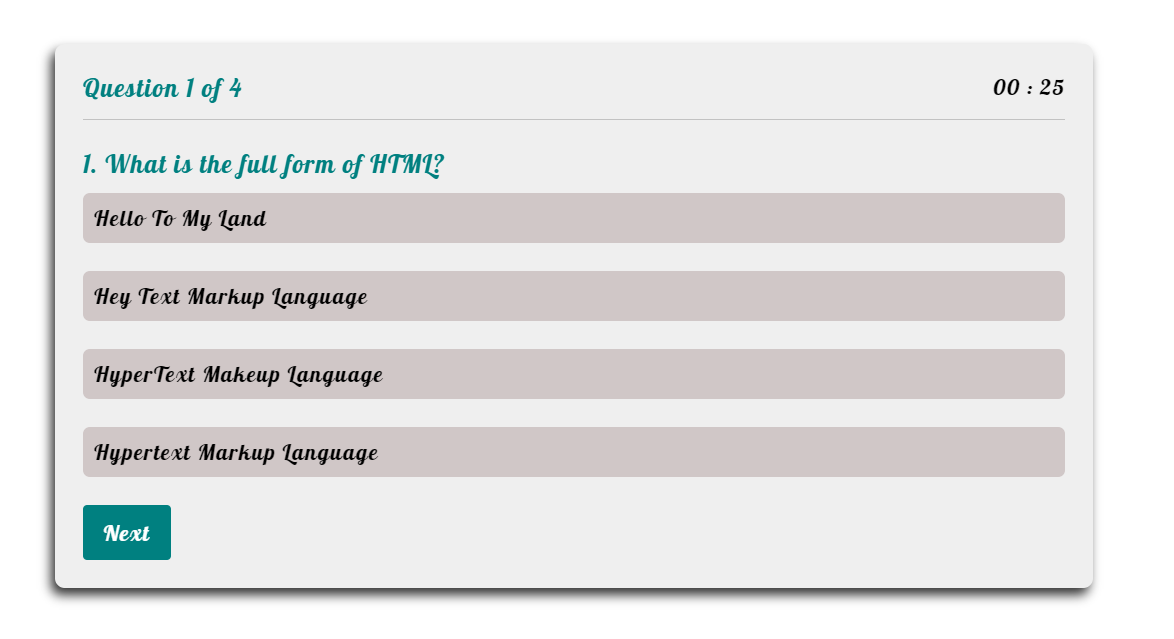 Question 1 of 4
00 : 25
1. What is the full form of HTML?
Hello To My Land
Hey Text Markup Language
HyperText Makeup Language
Hypertext Markup Language
Next